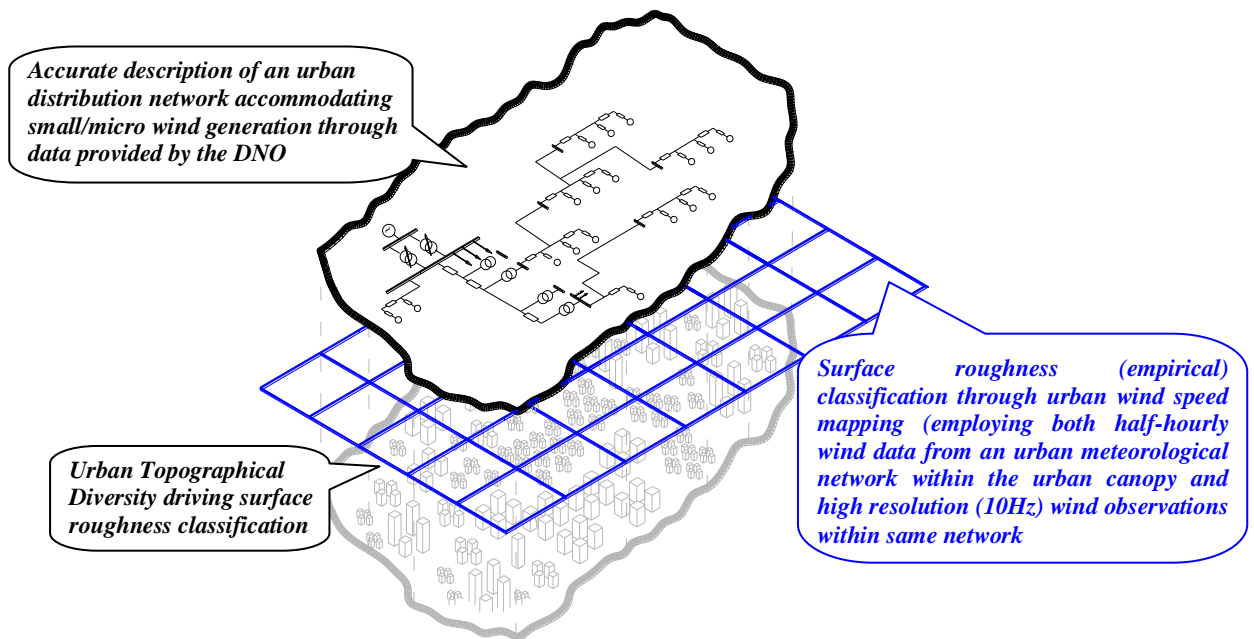 Accurate description of an urban
distribution network accommodating
small/micro wind generation through
data provided by the DNO
Surface roughness (empirical)
classification through urban wind speed
mapping (employing both half-hourly
wind data from an urban meteorological
network within the urban canopy and
high resolution (10Hz) wind observations
within same network
Urban Topographical
Diversity driving surface
roughness classification